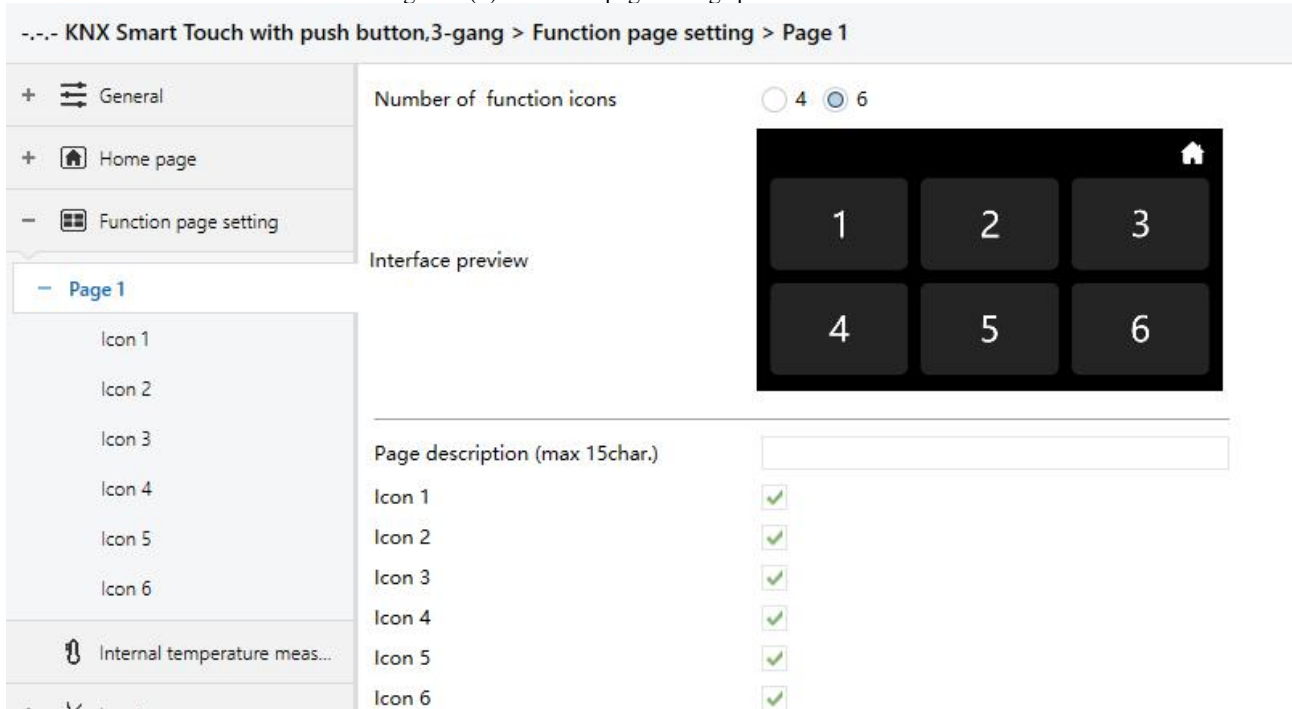 -.-.- KNX Smart Touch with push button,3-gang > Function page setting > Page 1
+ General
+ Home page
− Function page setting
− Page 1
Icon 1
Icon 2
Icon 3
Icon 4
Icon 5
Icon 6
Internal temperature meas...
Number of function icons 4 6
Interface preview
1 2 3
4 5 6
Page description (max 15char.)
Icon 1
Icon 2
Icon 3
Icon 4
Icon 5
Icon 6